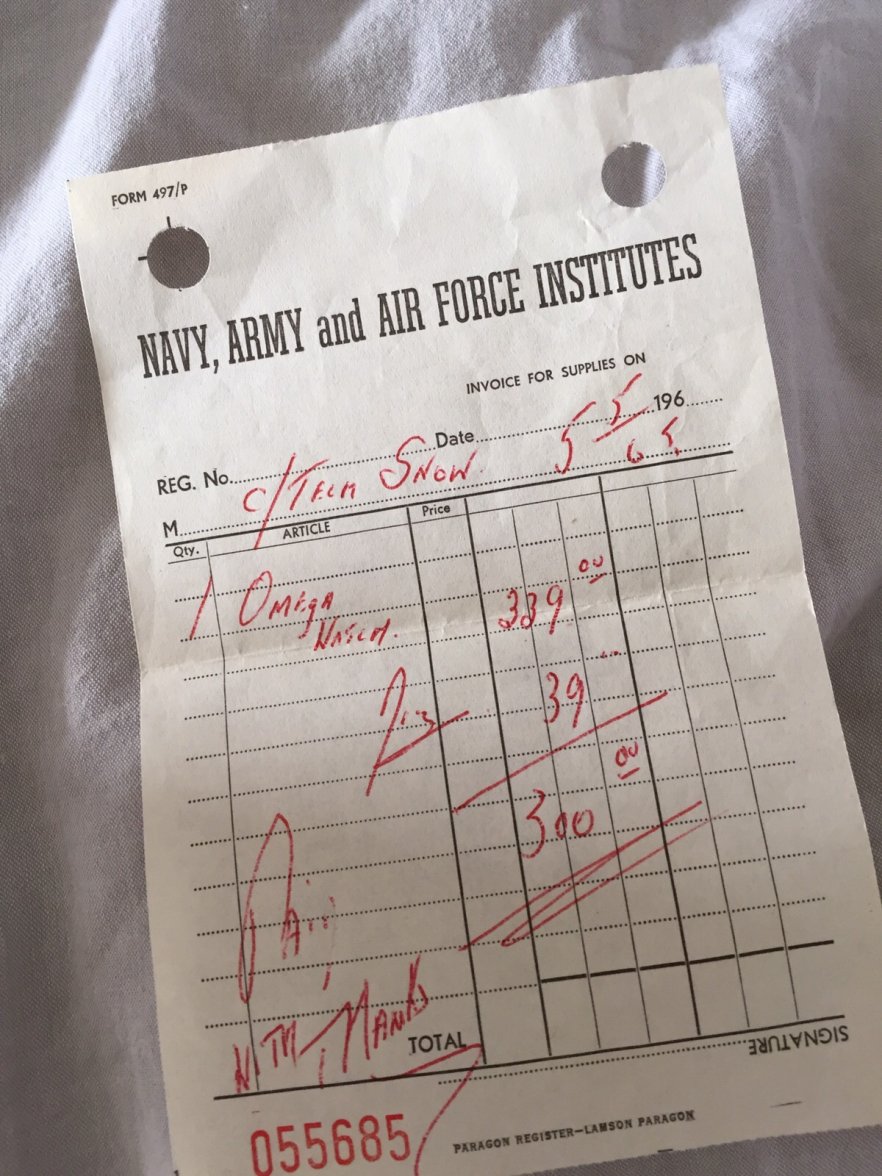 FORM 497/P
NAVY, ARMY and AIR FORCE INSTITUTES
INVOICE FOR SUPPLIES ON
REG. No. Date 5 5 196
M C/TECH SNOW 65
Qty. ARTICLE Price
1 OMEGA 339 00
WATCH.
39
300 00
PAID
WITH THANKS
TOTAL
SIGNATURE
055685
PARAGON REGISTER—LAMSON PARAGON